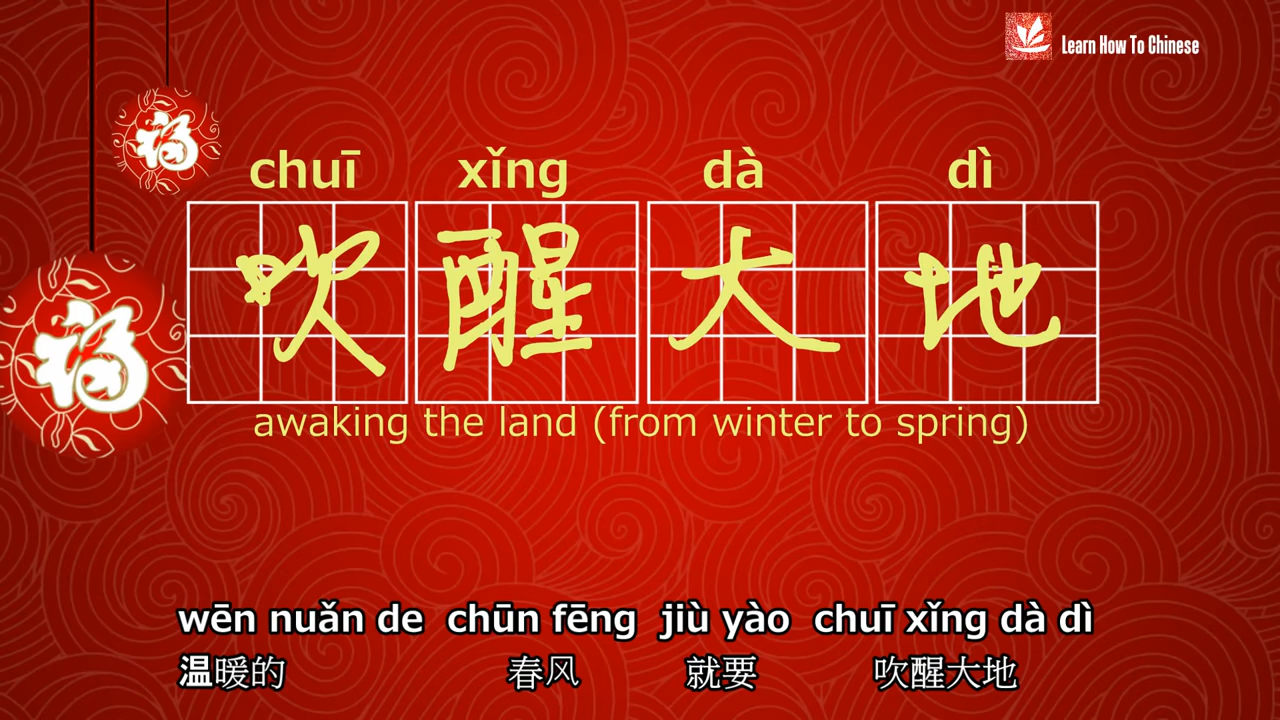 Learn How To Chinese
福
chuī xǐng dà dì
吹醒大地
福
awaking the land (from winter to spring)
wēn nuǎn de chūn fēng jiù yào chuī xǐng dà dì
温暖的 春风 就要 吹醒大地